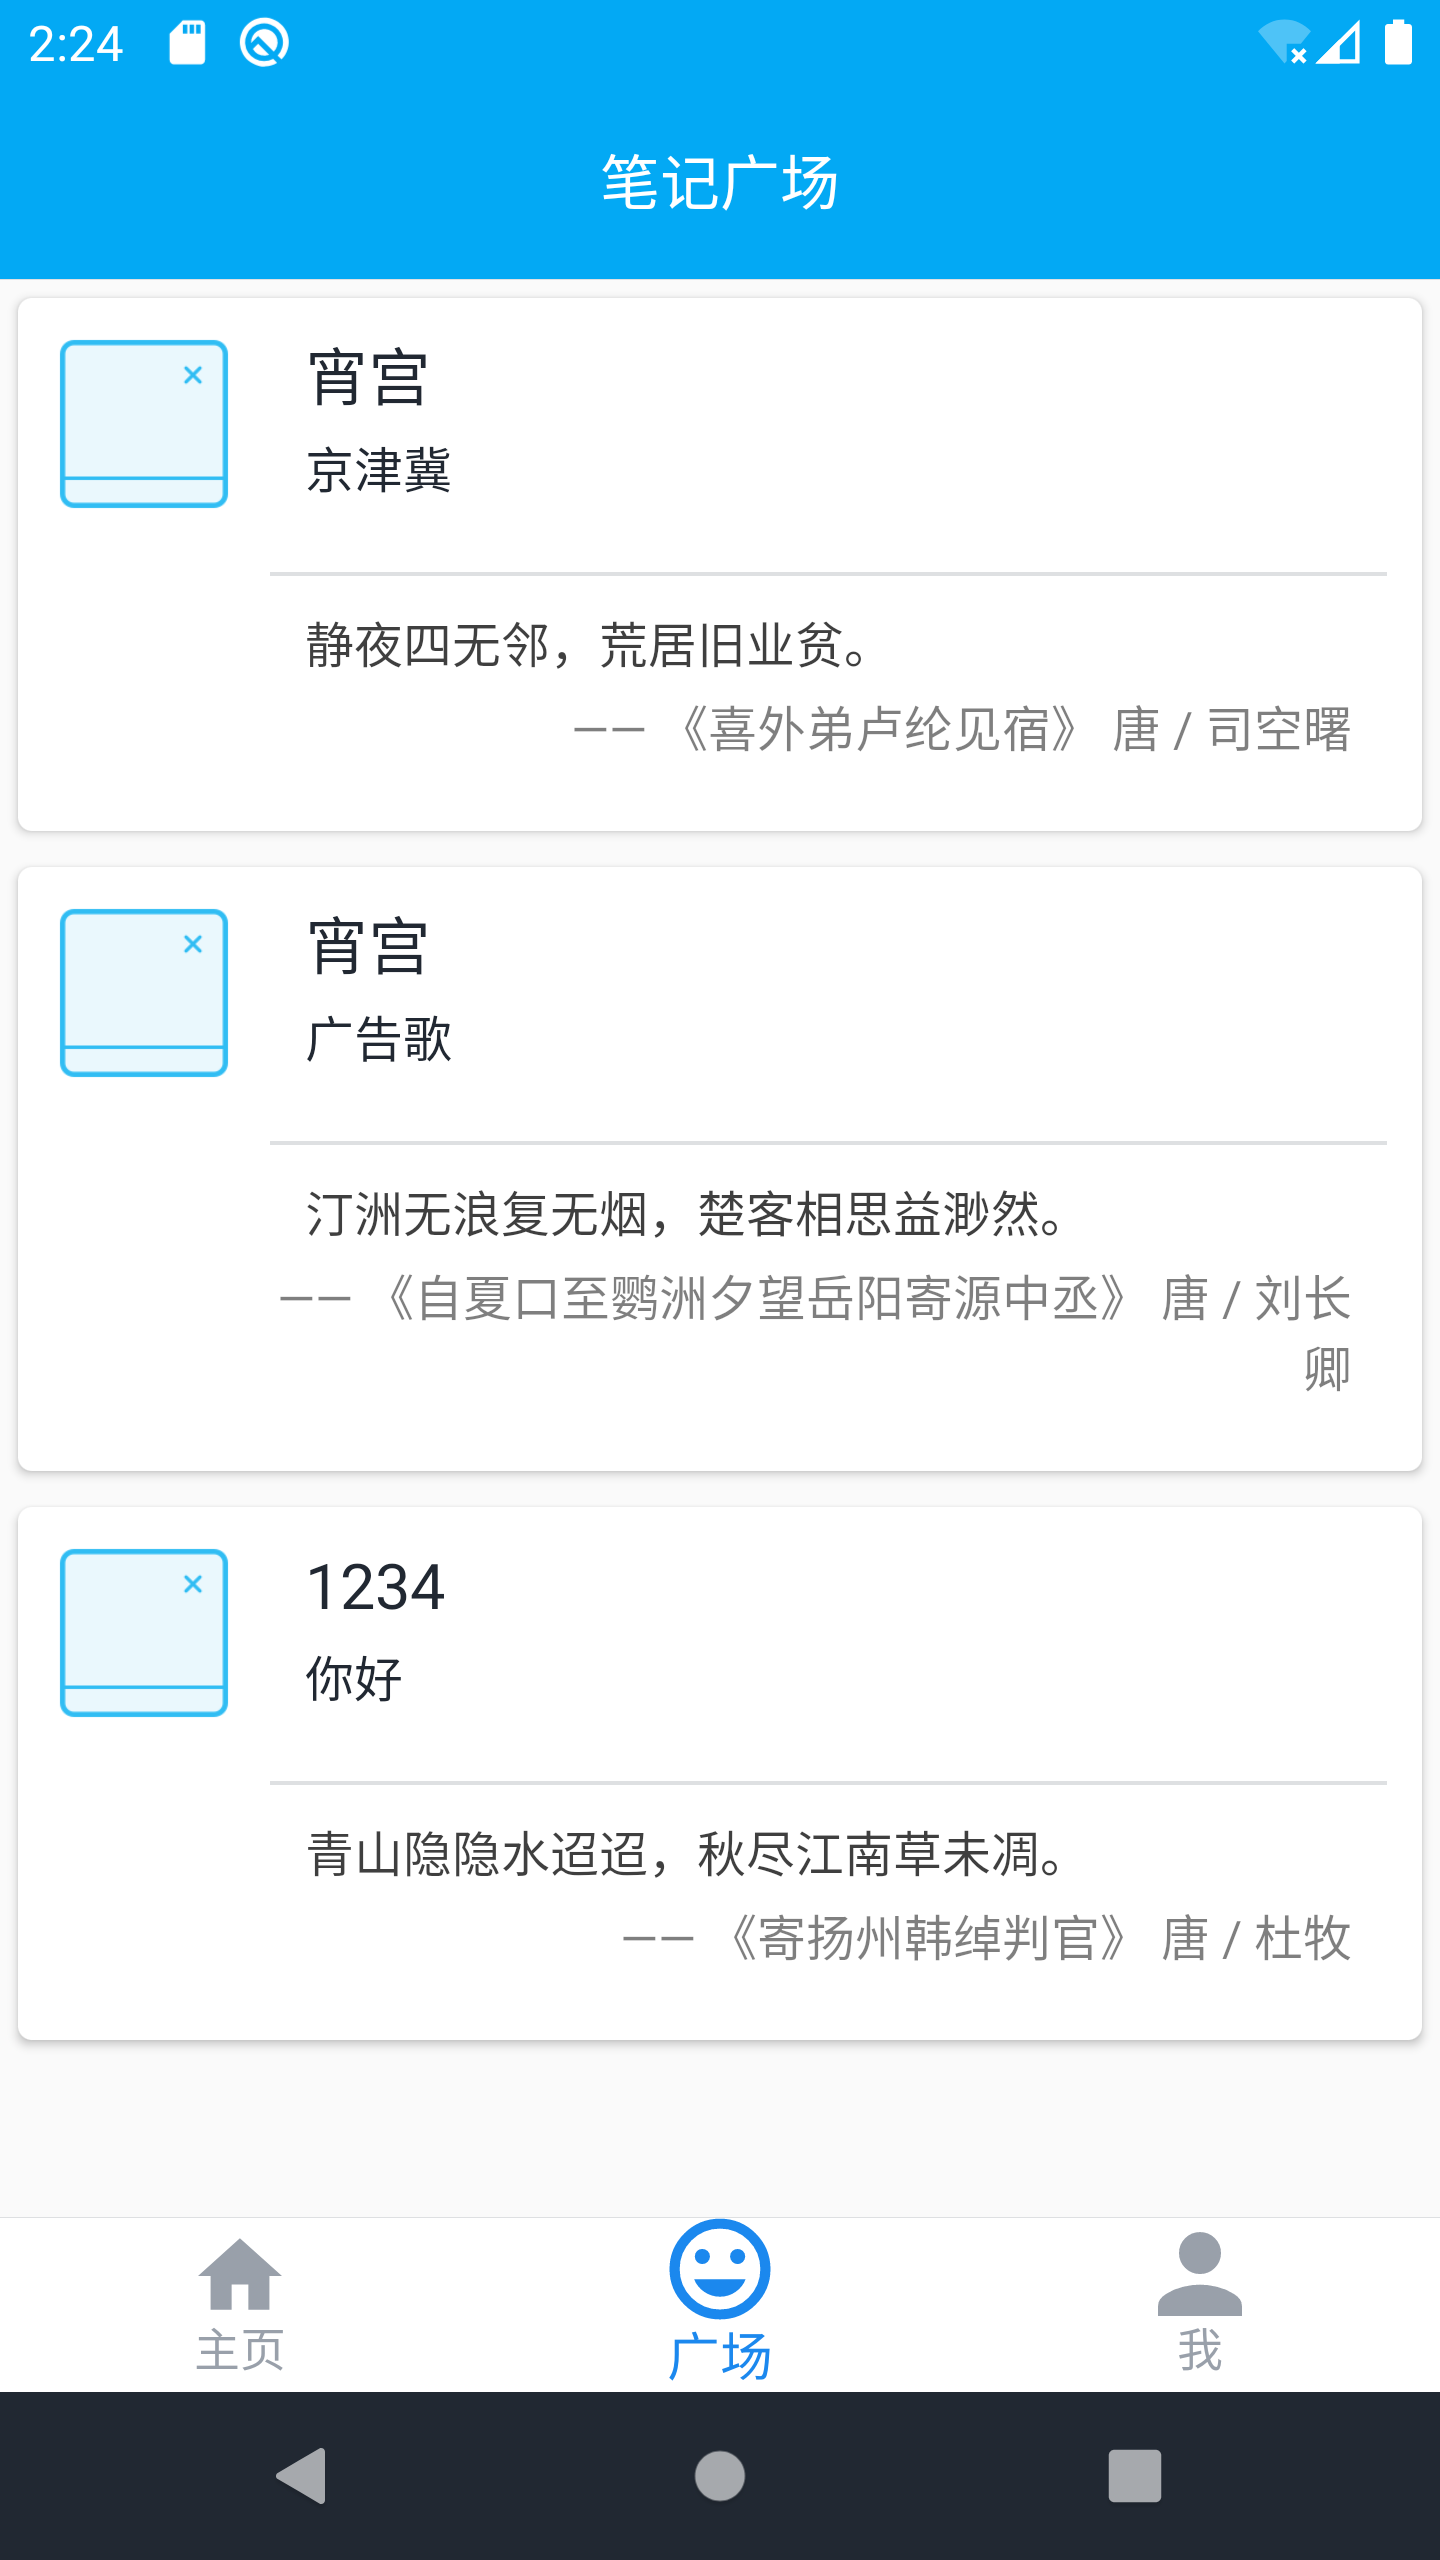 2:24
笔记广场
宵宫
京津冀
静夜四无邻，荒居旧业贫。
—— 《喜外弟卢纶见宿》 唐 / 司空曙
宵宫
广告歌
汀洲无浪复无烟，楚客相思益渺然。
—— 《自夏口至鹦洲夕望岳阳寄源中丞》 唐 / 刘长
卿
1234
你好
青山隐隐水迢迢，秋尽江南草未凋。
—— 《寄扬州韩绰判官》 唐 / 杜牧
主页
广场
我